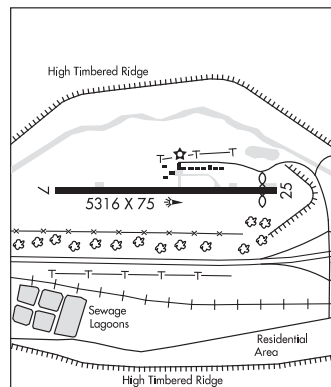 High Timbered Ridge
7
25
5316 X 75
Sewage
Lagoons
Residential
Area
High Timbered Ridge